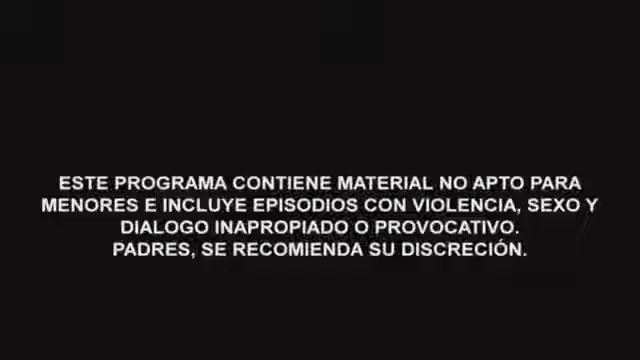 ESTE PROGRAMA CONTIENE MATERIAL NO APTO PARA
MENORES E INCLUYE EPISODIOS CON VIOLENCIA, SEXO Y
DIALOGO INAPROPIADO O PROVOCATIVO.
PADRES, SE RECOMIENDA SU DISCRECIÓN.